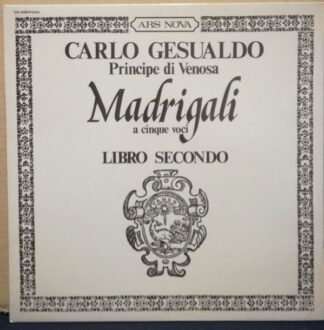 ARS NOVA
CARLO GESUALDO
Principe di Venosa
Madrigali
a cinque voci
LIBRO SECONDO